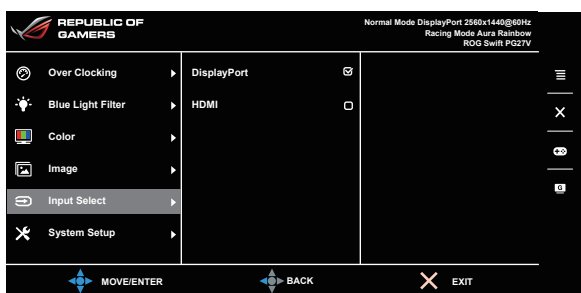 REPUBLIC OF
GAMERS
Normal Mode DisplayPort 2560x1440@60Hz
Racing Mode Aura Rainbow
ROG Swift PG27V
Over Clocking
DisplayPort
Blue Light Filter
HDMI
Color
Image
Input Select
System Setup
G
MOVE/ENTER
BACK
EXIT